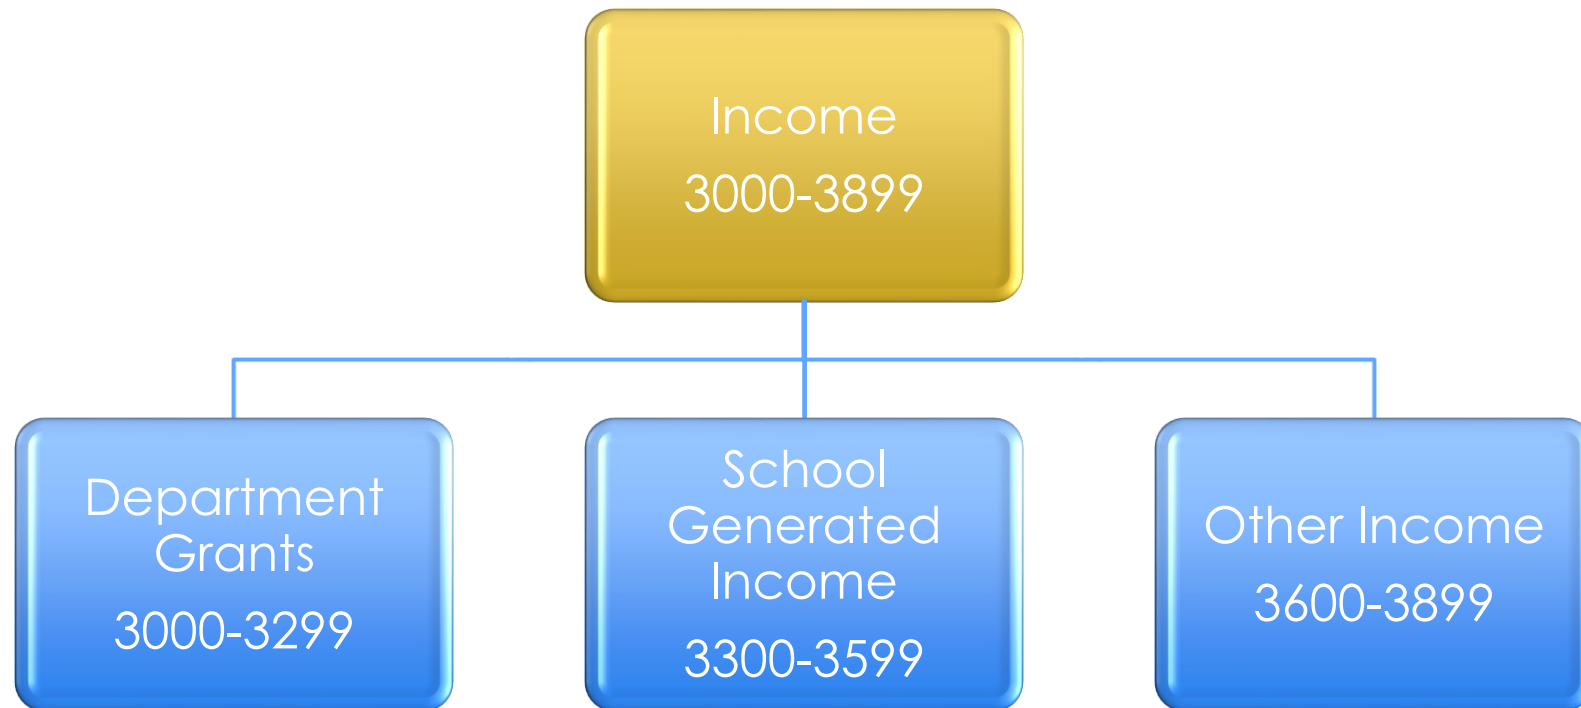 Income
3000-3899
Department
Grants
3000-3299
School
Generated
Income
3300-3599
Other Income
3600-3899